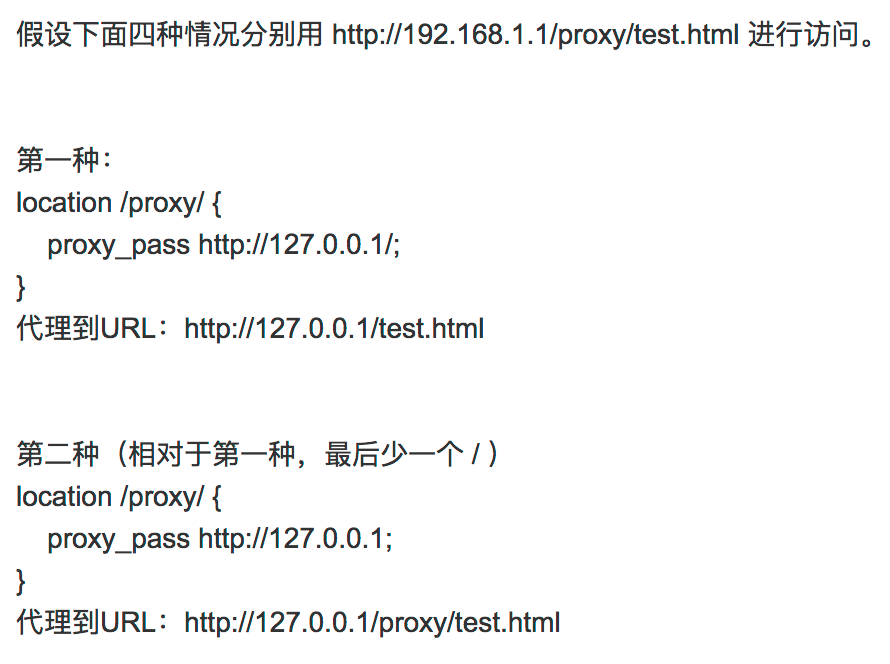 假设下面四种情况分别用 http://192.168.1.1/proxy/test.html 进行访问。
第一种：
location /proxy/ {
proxy_pass http://127.0.0.1/;
}
代理到URL：http://127.0.0.1/test.html
第二种（相对于第一种，最后少一个 / ）
location /proxy/ {
proxy_pass http://127.0.0.1;
}
代理到URL：http://127.0.0.1/proxy/test.html